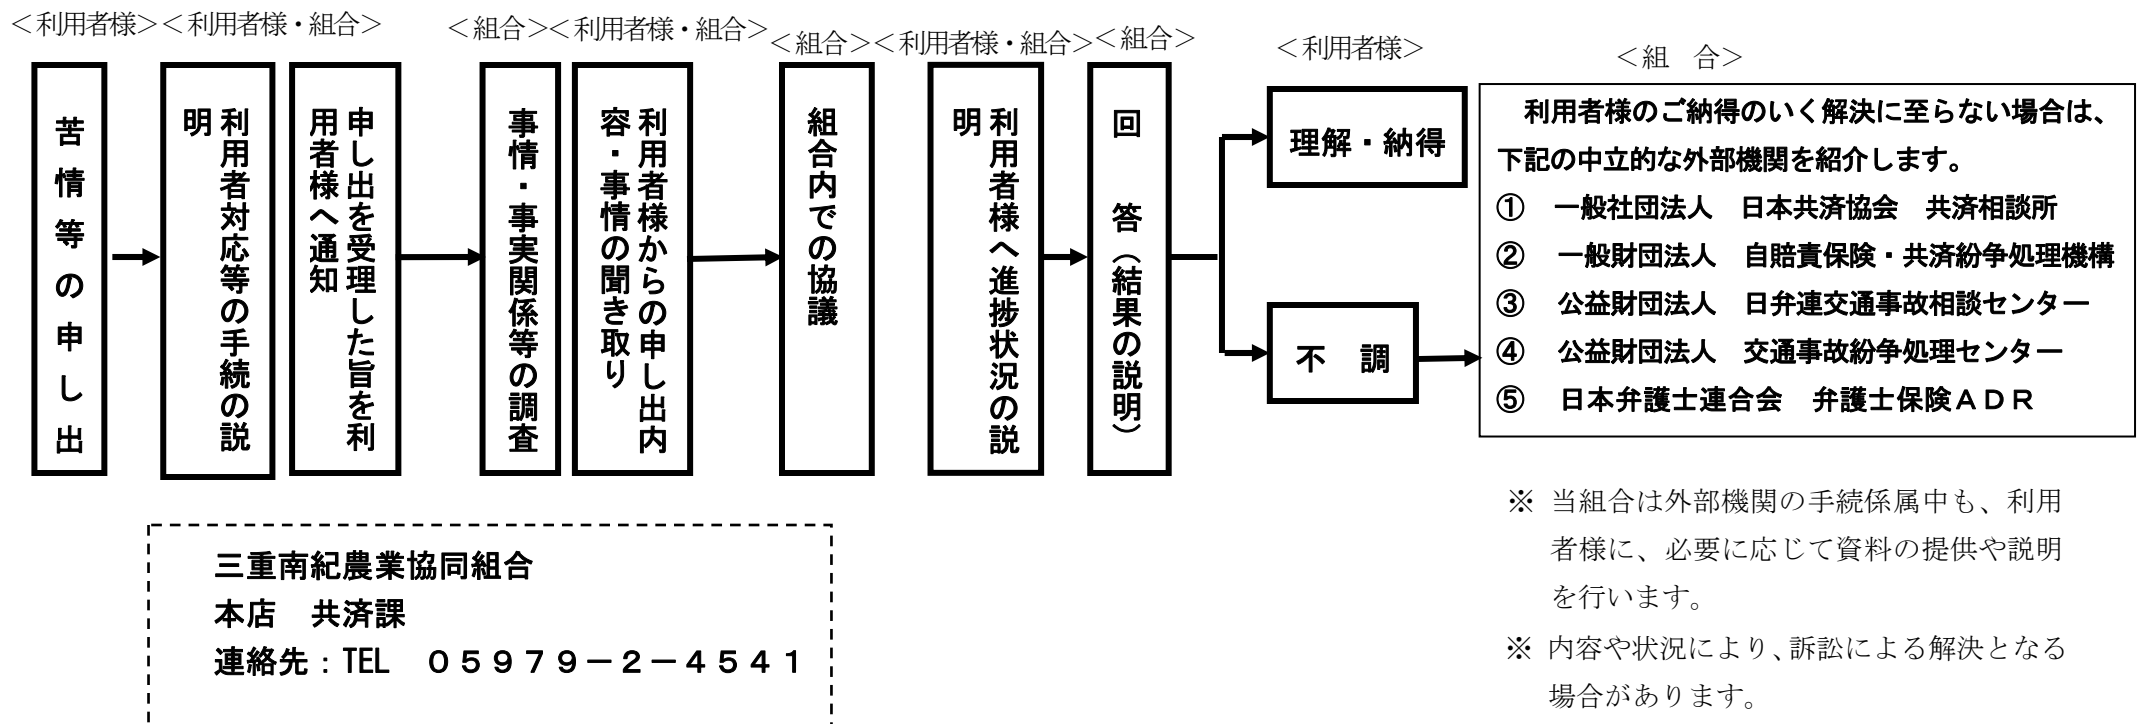 ＜利用者様＞
＜利用者様・組合＞
＜組合＞
＜利用者様・組合＞
＜組合＞
＜利用者様・組合＞
＜組合＞
＜利用者様＞
＜組　合＞
苦情等の申し出
利用者対応等の手続の説
明
申し出を受理した旨を利
用者様へ通知
事情・事実関係等の調査
利用者様からの申し出内
容・事情の聞き取り
組合内での協議
利用者様へ進捗状況の説
明
回　答（結果の説明）
理解・納得
不　調
利用者様のご納得のいく解決に至らない場合は、
下記の中立的な外部機関を紹介します。
①　一般社団法人　日本共済協会　共済相談所
②　一般財団法人　自賠責保険・共済紛争処理機構
③　公益財団法人　日弁連交通事故相談センター
④　公益財団法人　交通事故紛争処理センター
⑤　日本弁護士連合会　弁護士保険ＡＤＲ
※ 当組合は外部機関の手続係属中も、利用
者様に、必要に応じて資料の提供や説明
を行います。
※ 内容や状況により、訴訟による解決となる
場合があります。
三重南紀農業協同組合
本店　共済課
連絡先：TEL　０５９７９－２－４５４１